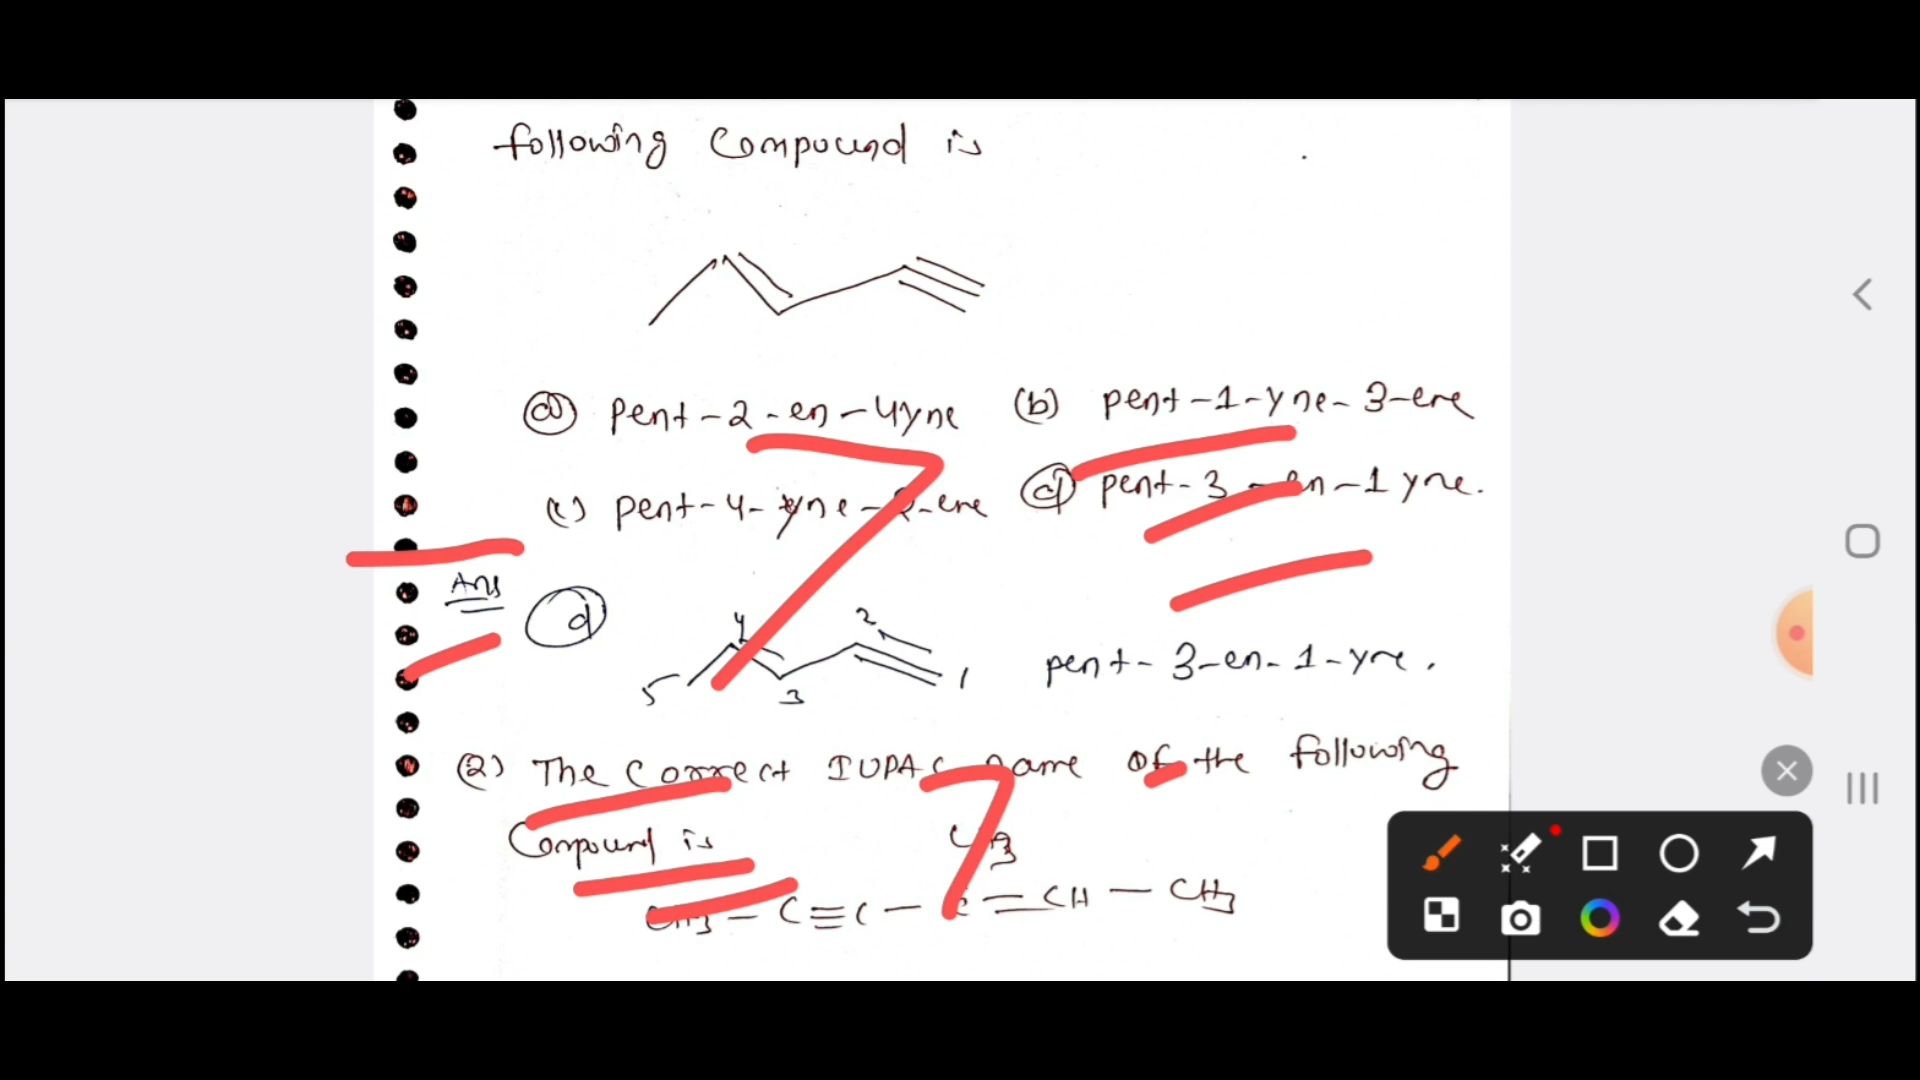 following Compound is
(a) pent-2-en-4yne (b) pent-1-yne-3-ene
(c) pent-4-yne-2-ene (d) pent-3-en-1 yne.
Ans (d)
4 2
5 3 1 pent-3-en-1-yne.
(2) The Correct IUPAC name of the following
Compound is
CH3
CH3 - C≡C - C = CH - CH3